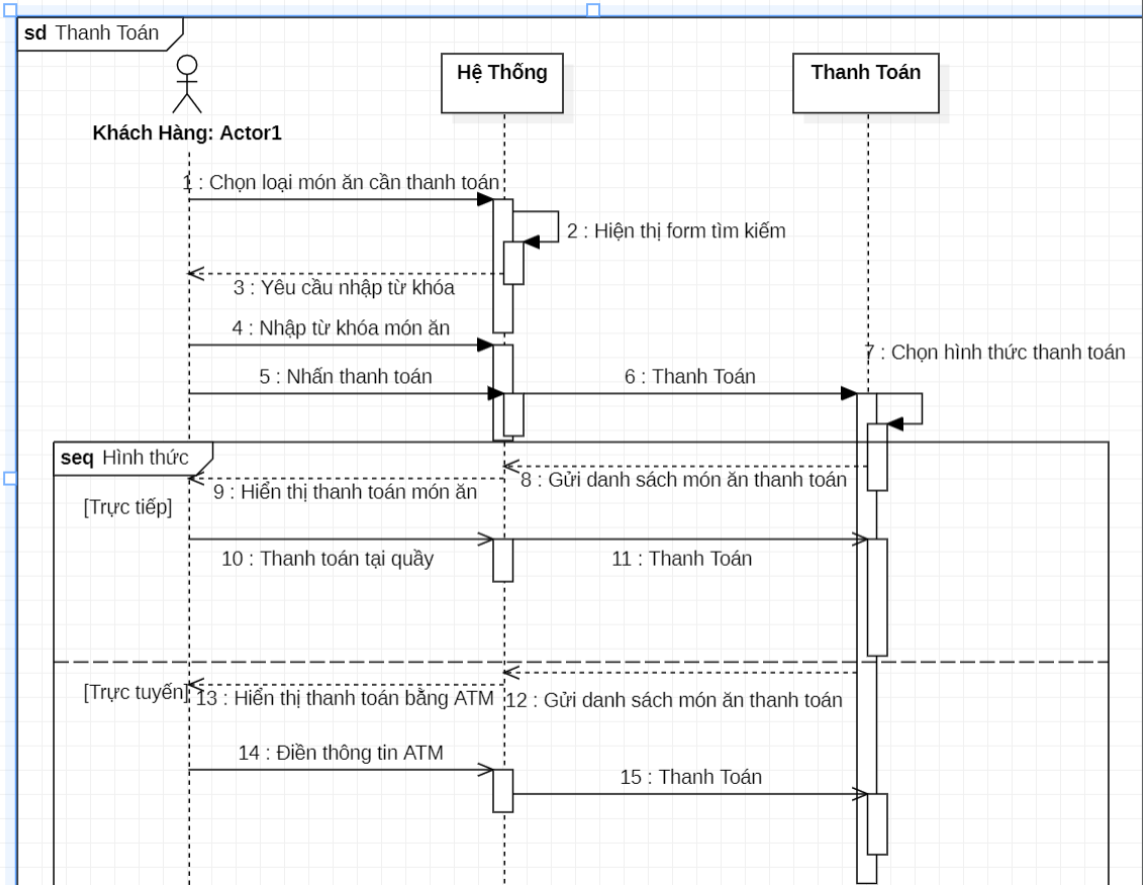 sd Thanh Toán
Hệ Thống
Thanh Toán
Khách Hàng: Actor1
1 : Chọn loại món ăn cần thanh toán
2 : Hiện thị form tìm kiếm
3 : Yêu cầu nhập từ khóa
4 : Nhập từ khóa món ăn
7 : Chọn hình thức thanh toán
5 : Nhấn thanh toán
6 : Thanh Toán
seq Hình thức
8 : Gửi danh sách món ăn thanh toán
9 : Hiển thị thanh toán món ăn
[Trực tiếp]
10 : Thanh toán tại quầy
11 : Thanh Toán
[Trực tuyến]
13 : Hiển thị thanh toán bằng ATM
12 : Gửi danh sách món ăn thanh toán
14 : Điền thông tin ATM
15 : Thanh Toán